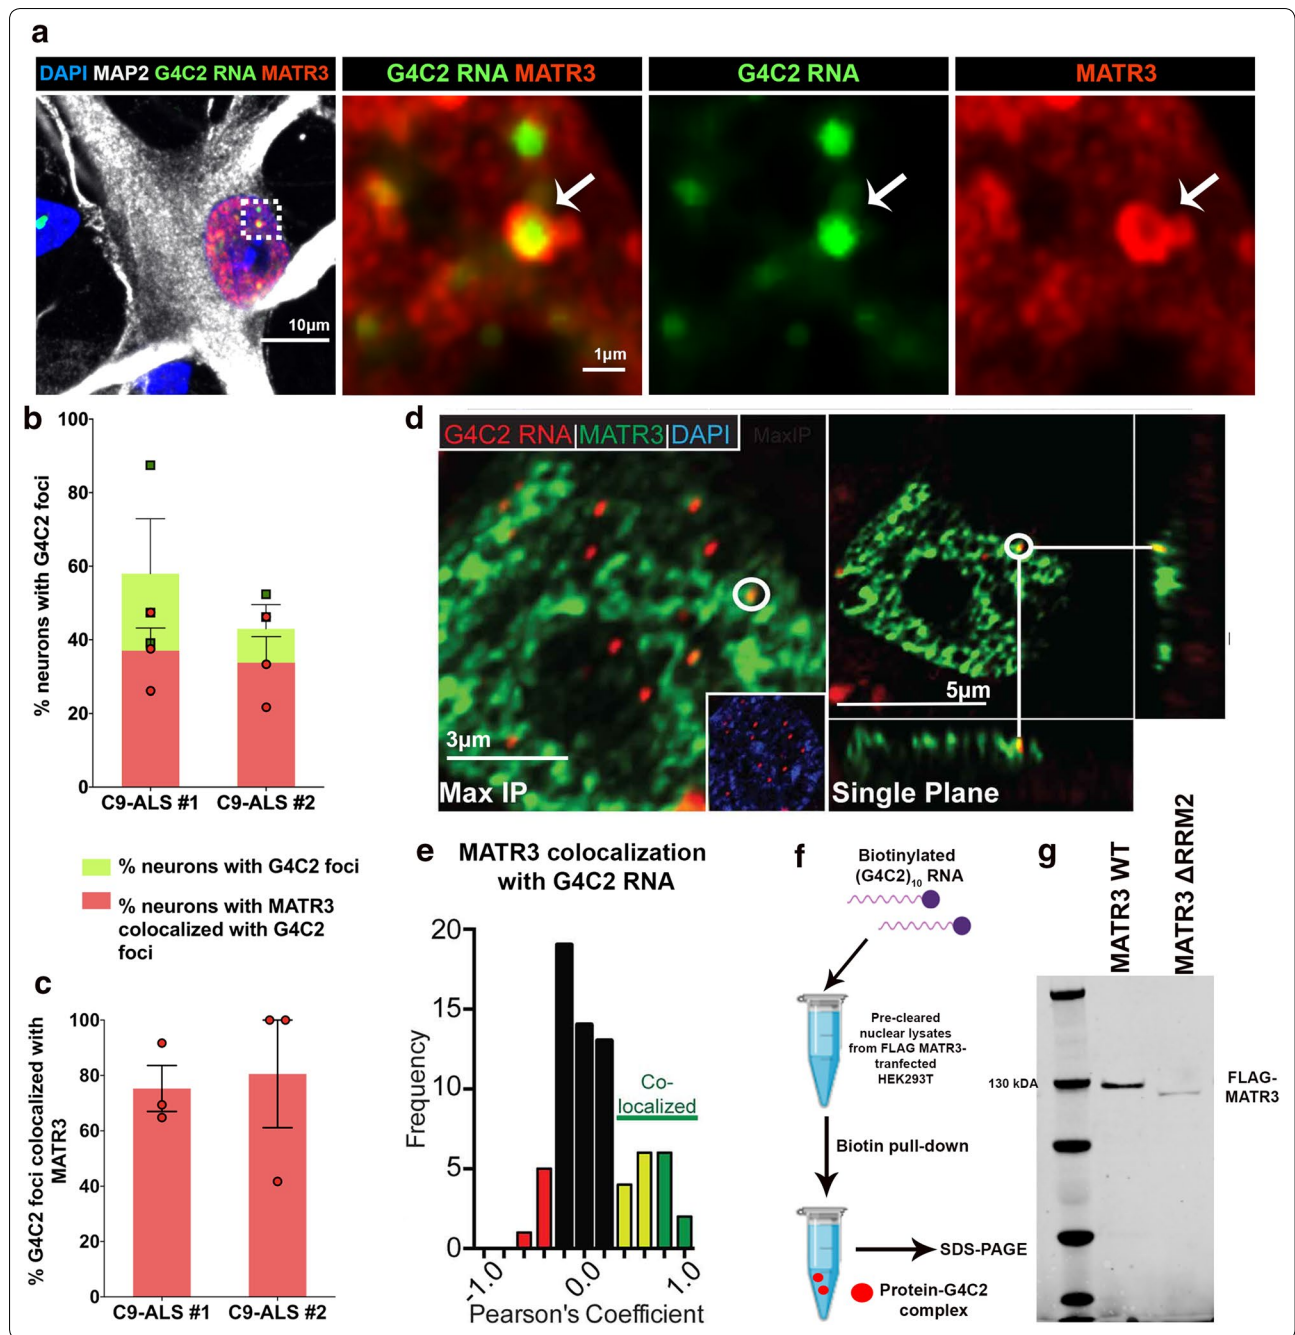 a
DAPI MAP2 G4C2 RNA MATR3
G4C2 RNA MATR3
G4C2 RNA
MATR3
10µm
1µm
b
% neurons with G4C2 foci
100
80
60
40
20
0
C9-ALS #1
C9-ALS #2
% neurons with G4C2 foci
% neurons with MATR3
colocalized with G4C2
foci
c
% G4C2 foci colocalized with
MATR3
100
80
60
40
20
0
C9-ALS #1
C9-ALS #2
d
G4C2 RNA|MATR3|DAPI
MaxIP
3µm
Max IP
5µm
Single Plane
e
MATR3 colocalization
with G4C2 RNA
Frequency
20
15
10
5
0
Co-
localized
-1.0
0.0
1.0
Pearson's Coefficient
f
Biotinylated
(G4C2)10 RNA
Pre-cleared
nuclear lysates
from FLAG MATR3-
tranfected
HEK293T
Biotin pull-down
SDS-PAGE
Protein-G4C2
complex
g
MATR3 WT
MATR3 ΔRRM2
130 kDA
FLAG-
MATR3